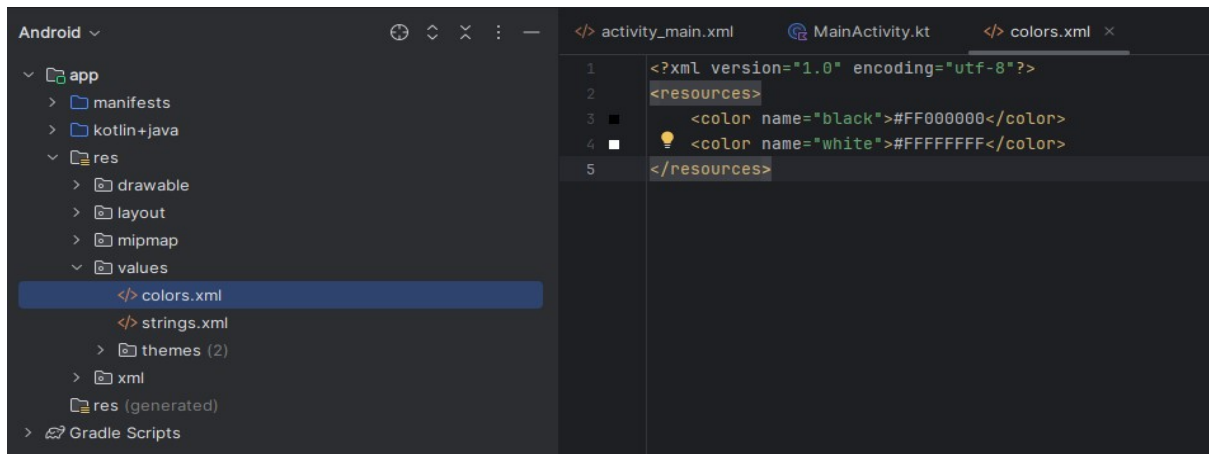 Android
app
manifests
kotlin+java
res
drawable
layout
mipmap
values
colors.xml
strings.xml
themes (2)
xml
res (generated)
Gradle Scripts
activity_main.xml MainActivity.kt colors.xml
1 <?xml version="1.0" encoding="utf-8"?>
2 <resources>
3 <color name="black">#FF000000</color>
4 <color name="white">#FFFFFFFF</color>
5 </resources>